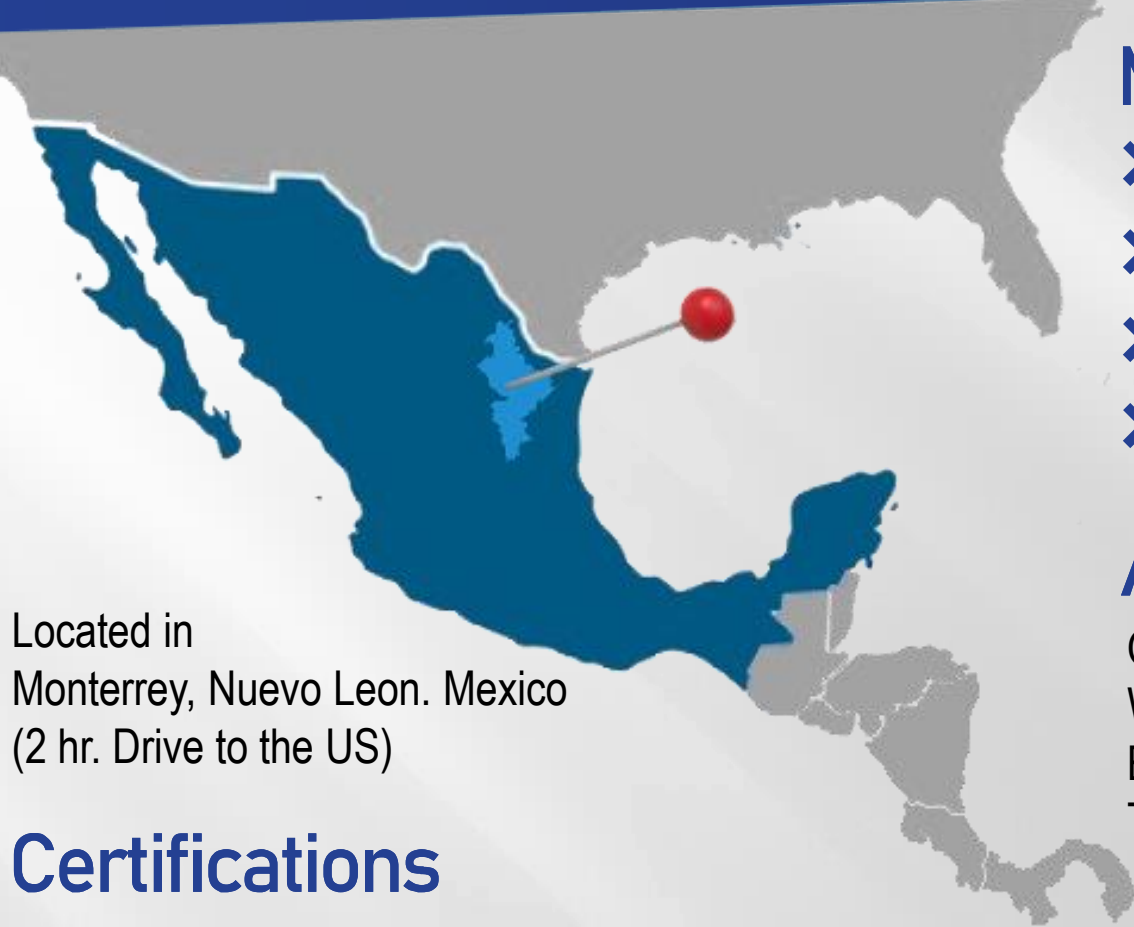 Located in
Monterrey, Nuevo Leon. Mexico
(2 hr. Drive to the US)
Certifications